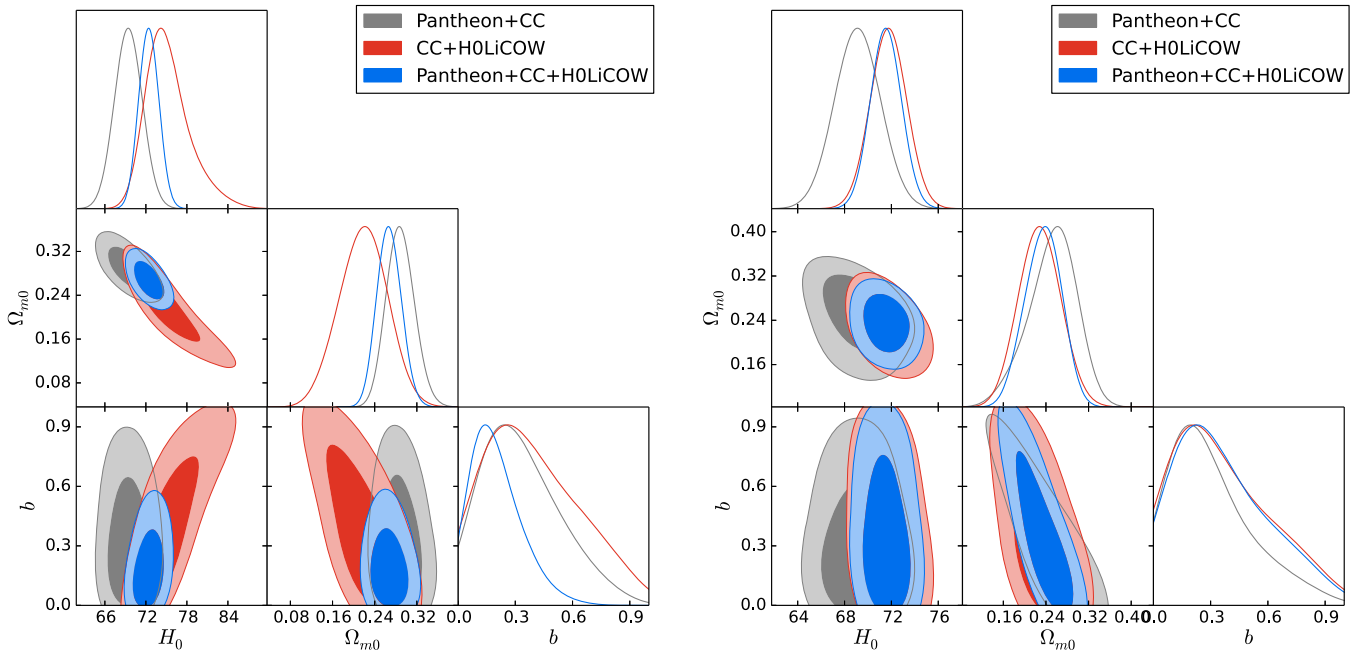 Pantheon+CC
CC+H0LiCOW
Pantheon+CC+H0LiCOW
0.32
0.24
0.16
0.08
Ω_{m0}
0.9
0.6
0.3
0.0
b
66 72 78 84
H_0
0.08 0.16 0.24 0.32
Ω_{m0}
0.0 0.3 0.6 0.9
b
Pantheon+CC
CC+H0LiCOW
Pantheon+CC+H0LiCOW
0.40
0.32
0.24
0.16
Ω_{m0}
0.9
0.6
0.3
0.0
b
64 68 72 76
H_0
0.16 0.24 0.32 0.40
Ω_{m0}
0.0 0.3 0.6 0.9
b